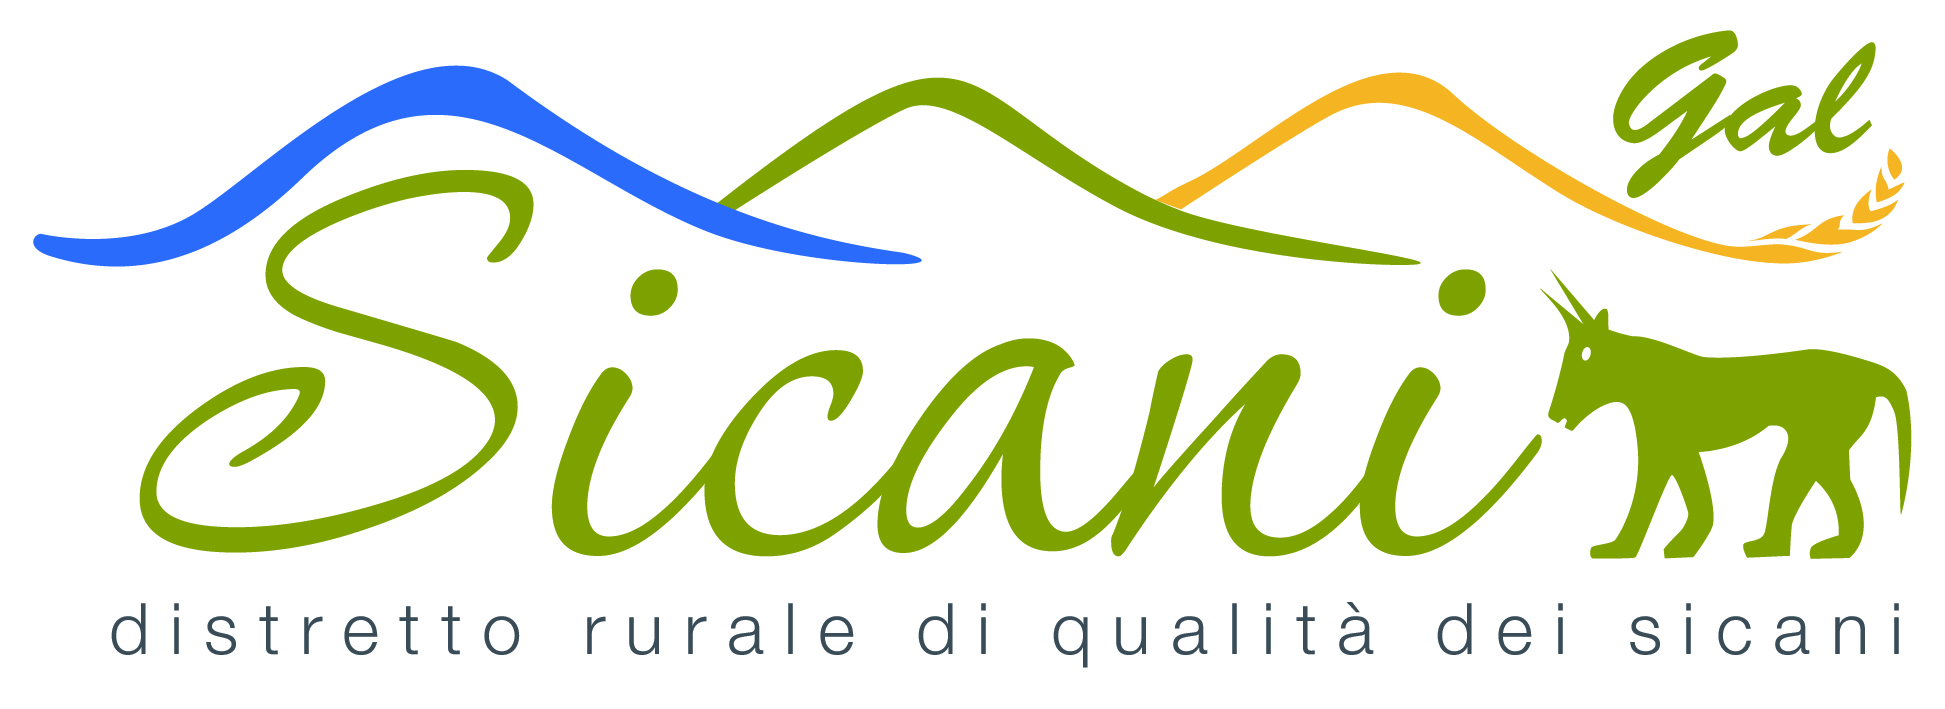 Gal
Sicani
distretto rurale di qualità dei sicani